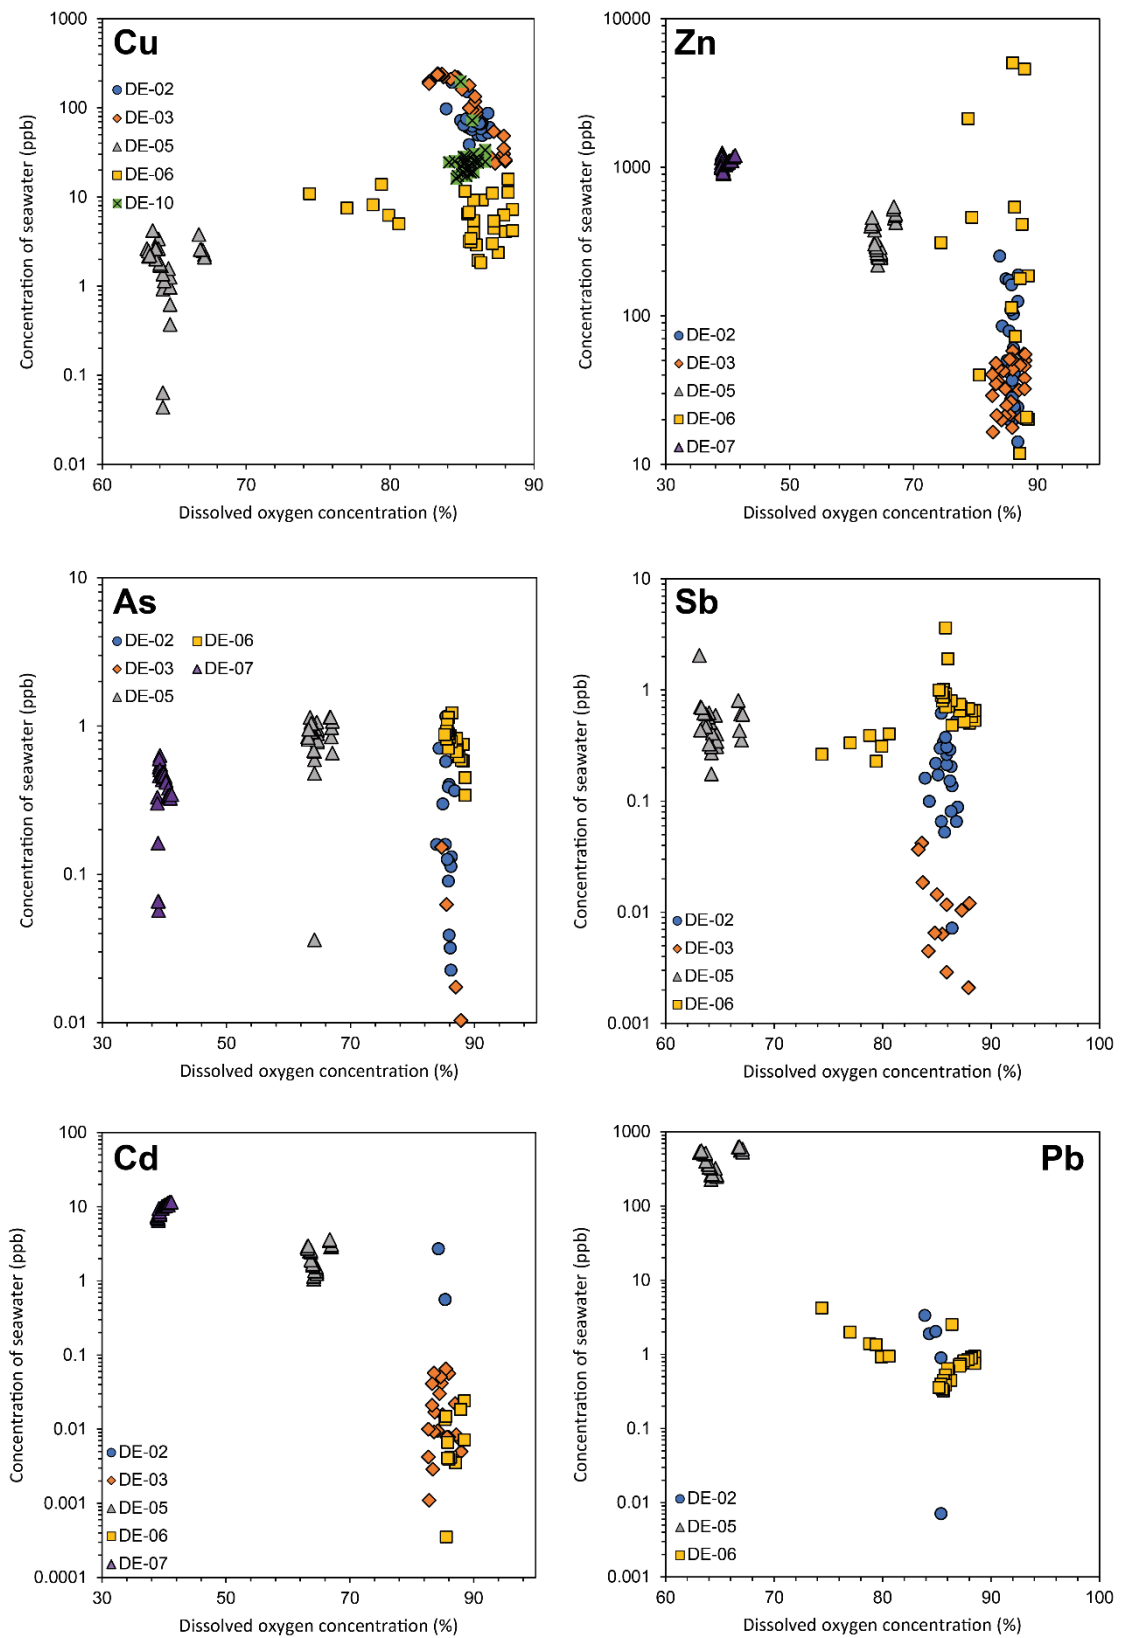 Cu
Concentration of seawater (ppb)
1000
100
10
1
0.1
0.01
DE-02
DE-03
DE-05
DE-06
DE-10
60 70 80 90
Dissolved oxygen concentration (%)
Zn
Concentration of seawater (ppb)
10000
1000
100
10
DE-02
DE-03
DE-05
DE-06
DE-07
30 50 70 90
Dissolved oxygen concentration (%)
As
Concentration of seawater (ppb)
10
1
0.1
0.01
DE-02 DE-06
DE-03 DE-07
DE-05
30 50 70 90
Dissolved oxygen concentration (%)
Sb
Concentration of seawater (ppb)
10
1
0.1
0.01
0.001
DE-02
DE-03
DE-05
DE-06
60 70 80 90 100
Dissolved oxygen concentration (%)
Cd
Concentration of seawater (ppb)
100
10
1
0.1
0.01
0.001
0.0001
DE-02
DE-03
DE-05
DE-06
DE-07
30 50 70 90
Dissolved oxygen concentration (%)
Pb
Concentration of seawater (ppb)
1000
100
10
1
0.1
0.01
0.001
DE-02
DE-05
DE-06
60 70 80 90 100
Dissolved oxygen concentration (%)